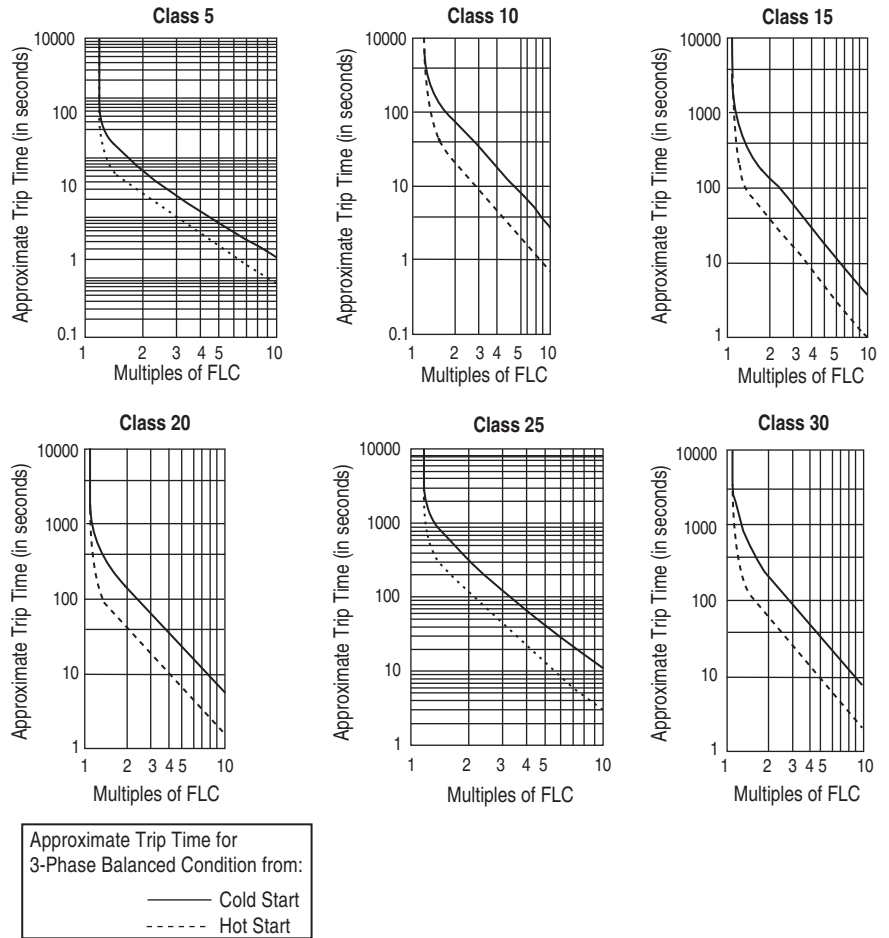 Class 5
Approximate Trip Time (in seconds)
10000
100
10
1
0.1
1 2 3 4 5 10
Multiples of FLC
Class 10
Approximate Trip Time (in seconds)
10000
1000
100
10
1
0.1
1 2 3 4 5 10
Multiples of FLC
Class 15
Approximate Trip Time (in seconds)
10000
1000
100
10
1
1 2 3 4 5 10
Multiples of FLC
Class 20
Approximate Trip Time (in seconds)
10000
1000
100
10
1
1 2 3 4 5 10
Multiples of FLC
Class 25
Approximate Trip Time (in seconds)
10000
1000
100
10
1
1 2 3 4 5 10
Multiples of FLC
Class 30
Approximate Trip Time (in seconds)
10000
1000
100
10
1
1 2 3 4 5 10
Multiples of FLC
Approximate Trip Time for
3-Phase Balanced Condition from:
Cold Start
Hot Start